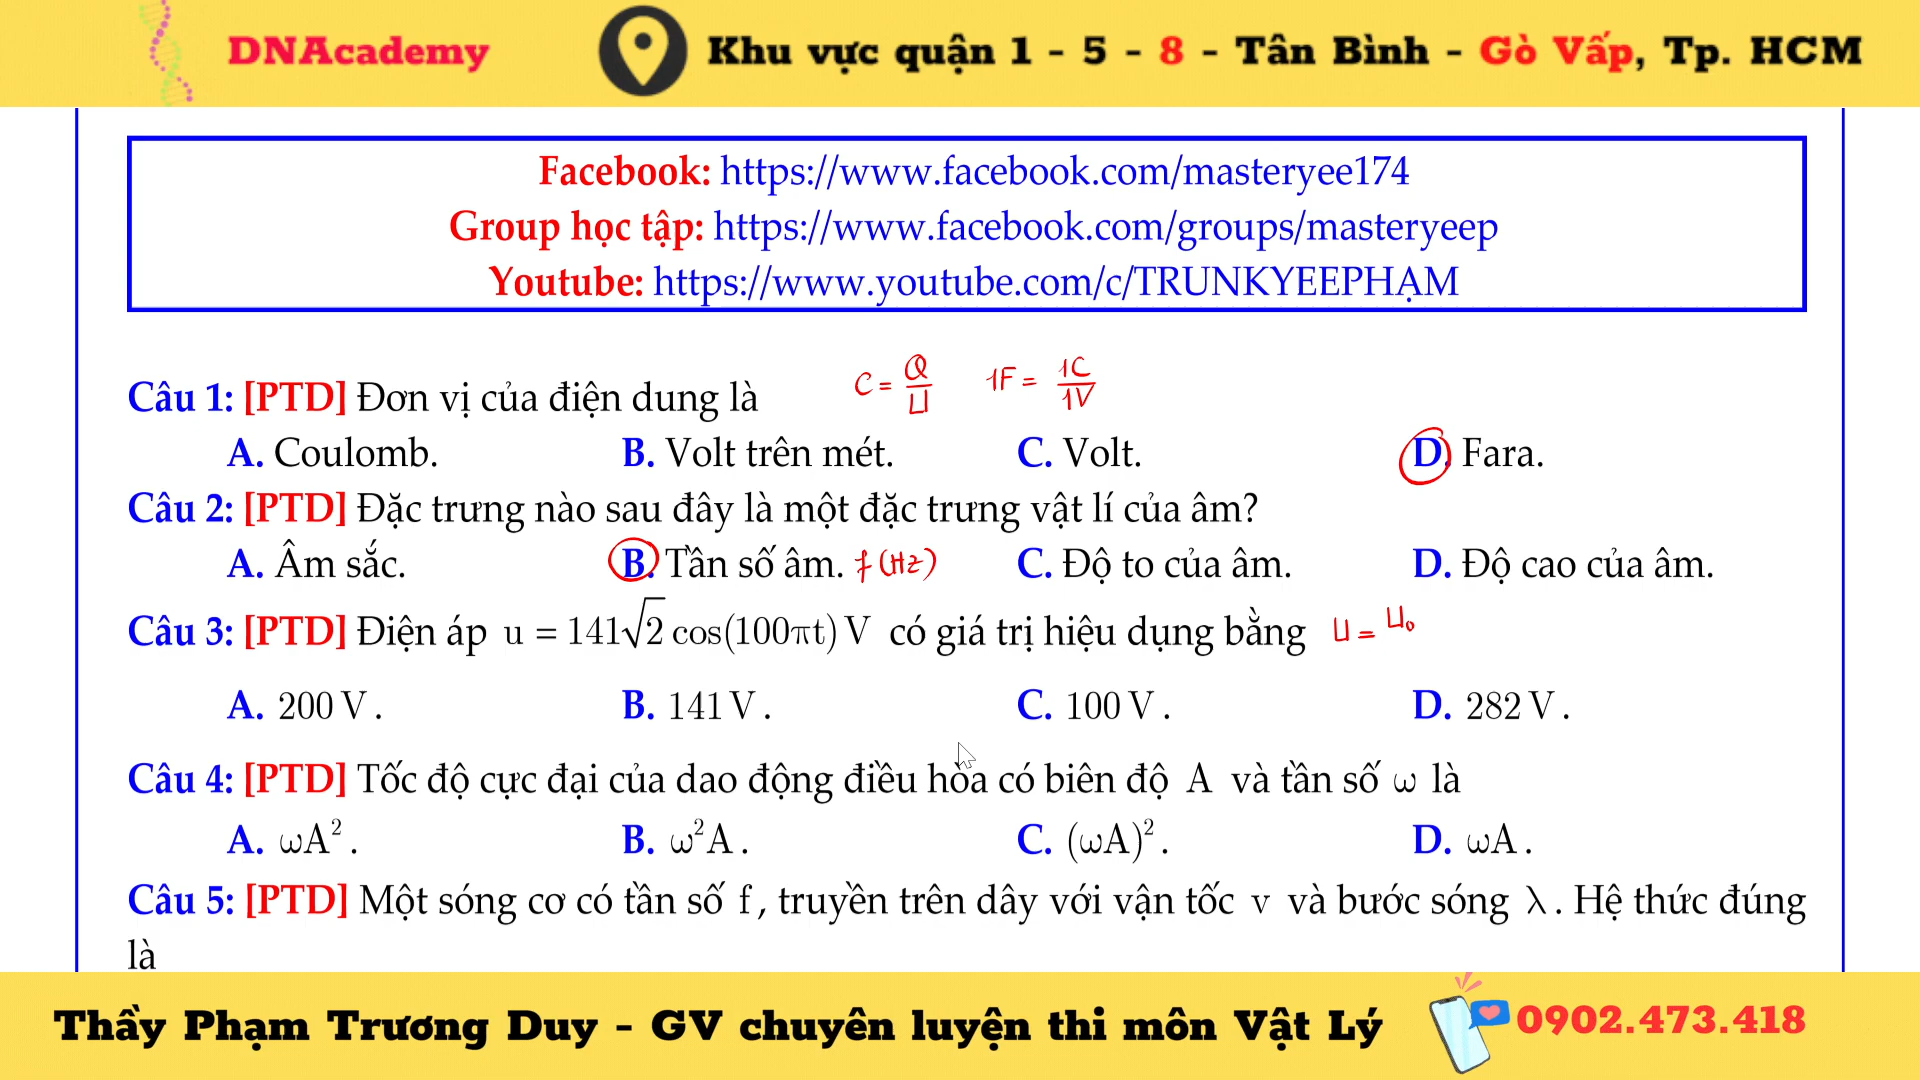 DNAcademy
Khu vực quận 1 - 5 - 8 - Tân Bình - Gò Vấp, Tp. HCM
Facebook: https://www.facebook.com/masteryee174
Group học tập: https://www.facebook.com/groups/masteryeep
Youtube: https://www.youtube.com/c/TRUNKYEEPHẠM
Câu 1: [PTD] Đơn vị của điện dung là C = Q/U 1F = 1C/1V
A. Coulomb. B. Volt trên mét. C. Volt. D. Fara.
Câu 2: [PTD] Đặc trưng nào sau đây là một đặc trưng vật lí của âm?
A. Âm sắc. B. Tần số âm. f (Hz) C. Độ to của âm. D. Độ cao của âm.
Câu 3: [PTD] Điện áp u = 141√2 cos(100πt) V có giá trị hiệu dụng bằng U = U₀
A. 200 V. B. 141 V. C. 100 V. D. 282 V.
Câu 4: [PTD] Tốc độ cực đại của dao động điều hòa có biên độ A và tần số ω là
A. ωA². B. ω²A. C. (ωA)². D. ωA.
Câu 5: [PTD] Một sóng cơ có tần số f, truyền trên dây với vận tốc v và bước sóng λ. Hệ thức đúng
là
Thầy Phạm Trương Duy - GV chuyên luyện thi môn Vật Lý
0902.473.418